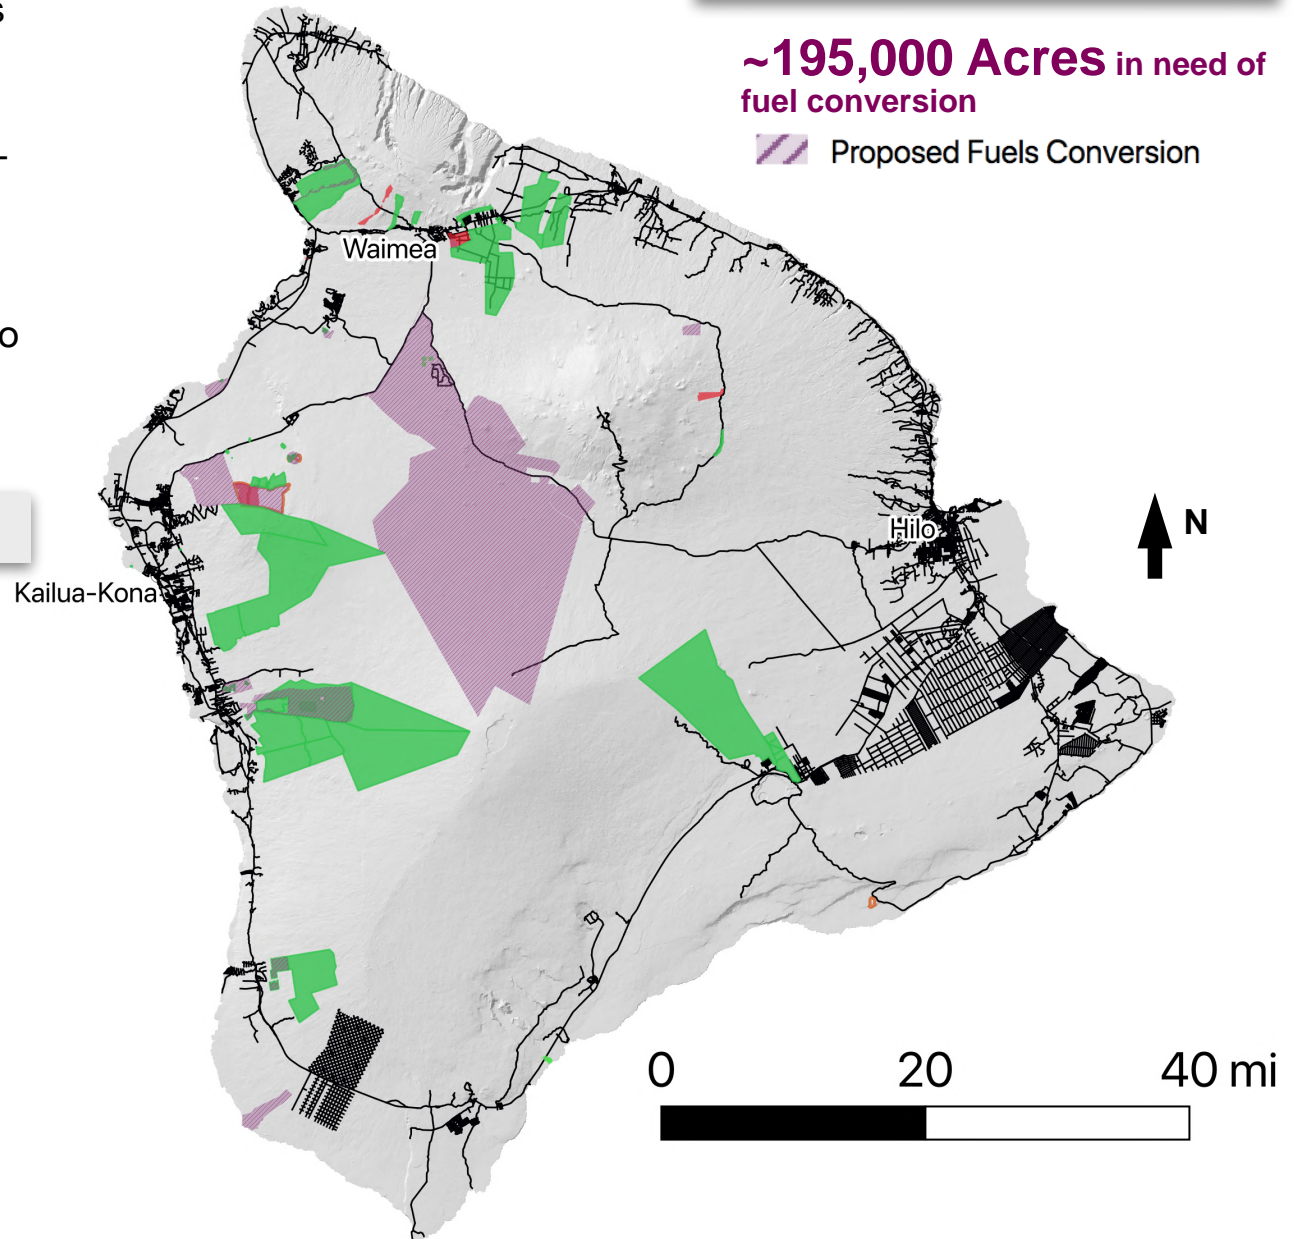 s
~195,000 Acres in need of
fuel conversion
Proposed Fuels Conversion
-
Waimea
o
Hilo
N
Kailua-Kona
0 20 40 mi